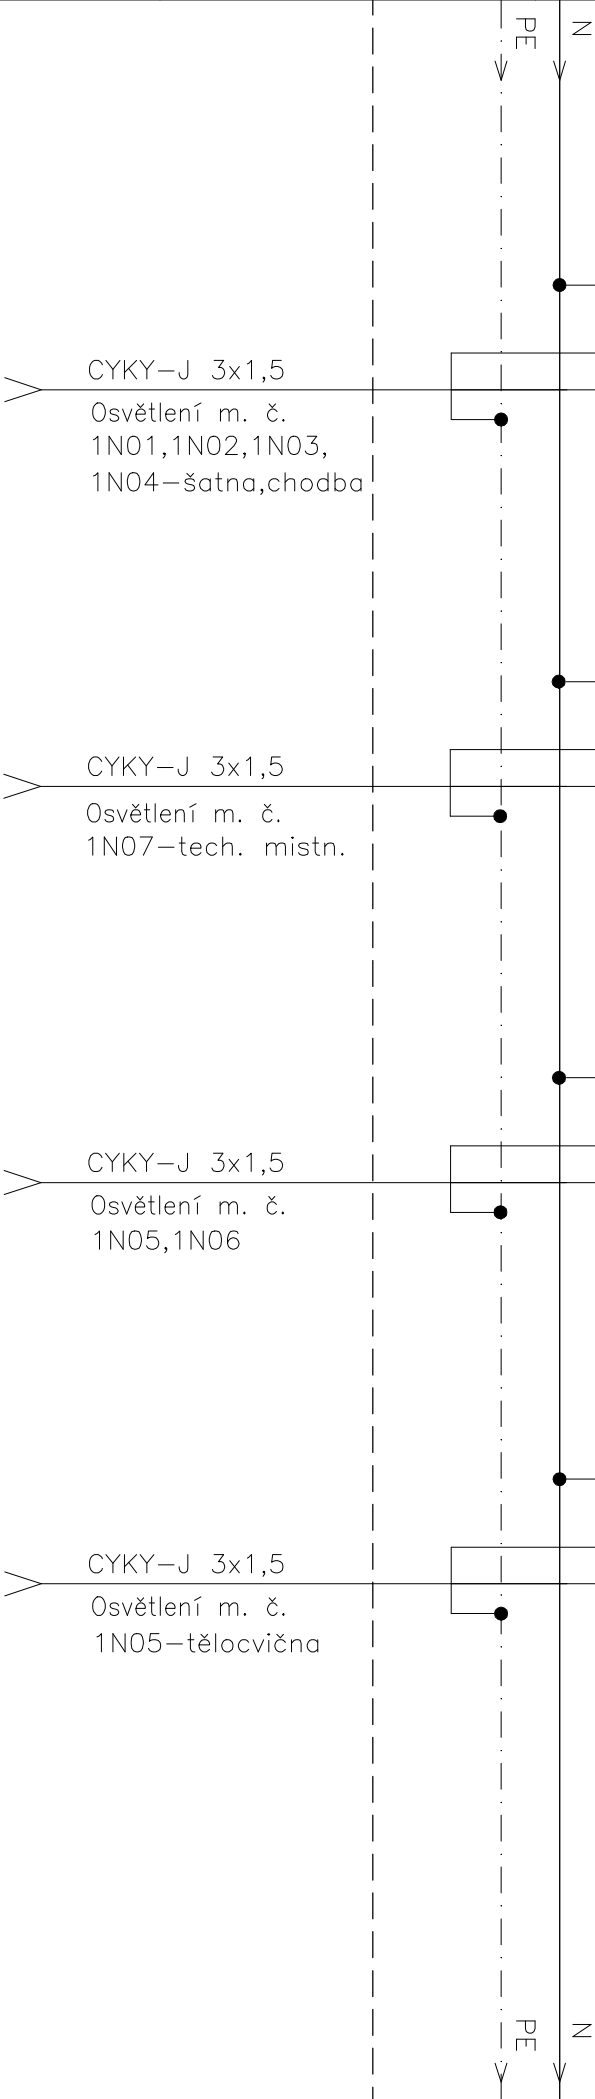 PE N
CYKY-J 3x1,5
Osvětlení m. č.
1N01,1N02,1N03,
1N04-šatna,chodba
CYKY-J 3x1,5
Osvětlení m. č.
1N07-tech. mistn.
CYKY-J 3x1,5
Osvětlení m. č.
1N05,1N06
CYKY-J 3x1,5
Osvětlení m. č.
1N05-tělocvična
PE N